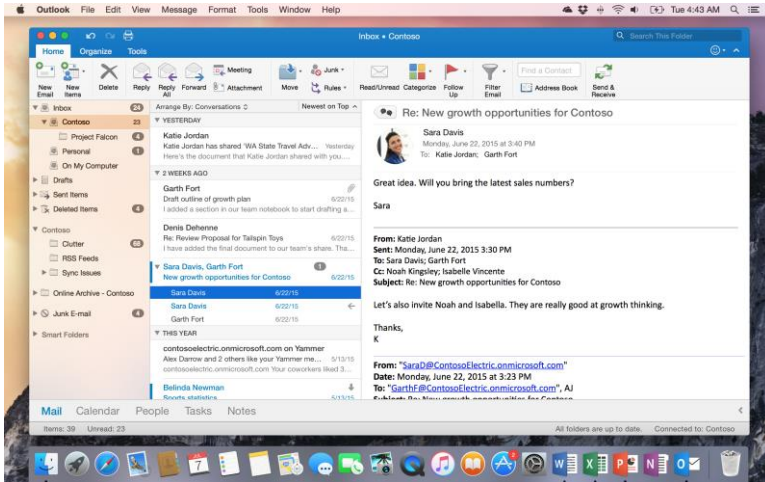 Outlook File Edit View Message Format Tools Window Help Tue 4:43 AM
Inbox • Contoso Search This Folder
Home Organize Tools
Meeting Junk Find a Contact
Attachment Rules Address Book
New Email New Items Delete Reply Reply All Forward Move Read/Unread Categorize Follow Up Filter Email Send & Receive
Inbox 23
Contoso 23
Project Falcon
Personal
On My Computer
Drafts
Sent Items
Deleted Items 4
Contoso
Clutter 68
RSS Feeds
Sync Issues
Online Archive - Contoso
Junk E-mail 4
Smart Folders
Arrange By: Conversations Newest on Top
YESTERDAY
Katie Jordan
Katie Jordan has shared 'WA State Travel Adv... Yesterday
Here's the document that Katie Jordan shared with you....
2 WEEKS AGO
Garth Fort
Draft outline of growth plan 6/22/15
I added a section in our team notebook to start drafting a...
Denis Dehenne
Re: Review Proposal for Tailspin Toys 6/22/15
I have added the final document to our team's share. Tha...
Sara Davis, Garth Fort 1
New growth opportunities for Contoso 6/22/15
Sara Davis 6/22/15
Sara Davis 6/22/15
Garth Fort 6/22/15
THIS YEAR
contosoelectric.onmicrosoft.com on Yammer
Alex Darrow and 2 others like your Yammer me... 5/13/15
contosoelectric.onmicrosoft.com Your coworkers liked 3...
Belinda Newman
Sports statistics 5/13/15
Re: New growth opportunities for Contoso
Sara Davis
Monday, June 22, 2015 at 3:40 PM
To: Katie Jordan; Garth Fort
Great idea. Will you bring the latest sales numbers?
Sara
From: Katie Jordan
Sent: Monday, June 22, 2015 3:30 PM
To: Sara Davis; Garth Fort
Cc: Noah Kingsley; Isabelle Vincente
Subject: Re: New growth opportunities for Contoso
Let's also invite Noah and Isabella. They are really good at growth thinking.
Thanks,
K
From: "SaraD@ContosoElectric.onmicrosoft.com"
Date: Monday, June 22, 2015 at 3:23 PM
To: "GarthF@ContosoElectric.onmicrosoft.com", AJ
Subject: Re: New growth opportunities for Contoso
Mail Calendar People Tasks Notes
Items: 39 Unread: 23 All folders are up to date. Connected to: Contoso
7